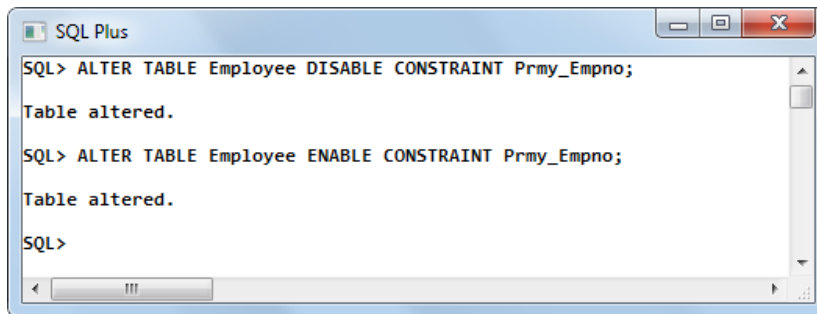 SQL Plus
SQL> ALTER TABLE Employee DISABLE CONSTRAINT Prmy_Empno;
Table altered.
SQL> ALTER TABLE Employee ENABLE CONSTRAINT Prmy_Empno;
Table altered.
SQL>